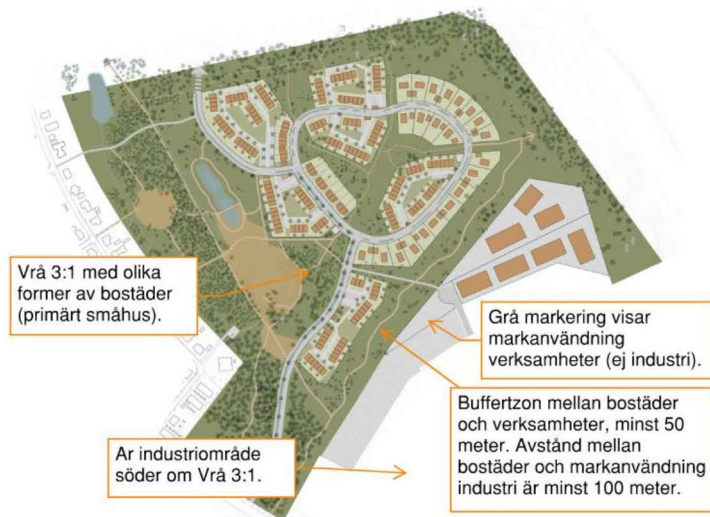 Vrå 3:1 med olika
former av bostäder
(primärt småhus).
Grå markering visar
markanvändning
verksamheter (ej industri).
Buffertzon mellan bostäder
och verksamheter, minst 50
meter. Avstånd mellan
bostäder och markanvändning
industri är minst 100 meter.
Ar industriområde
söder om Vrå 3:1.